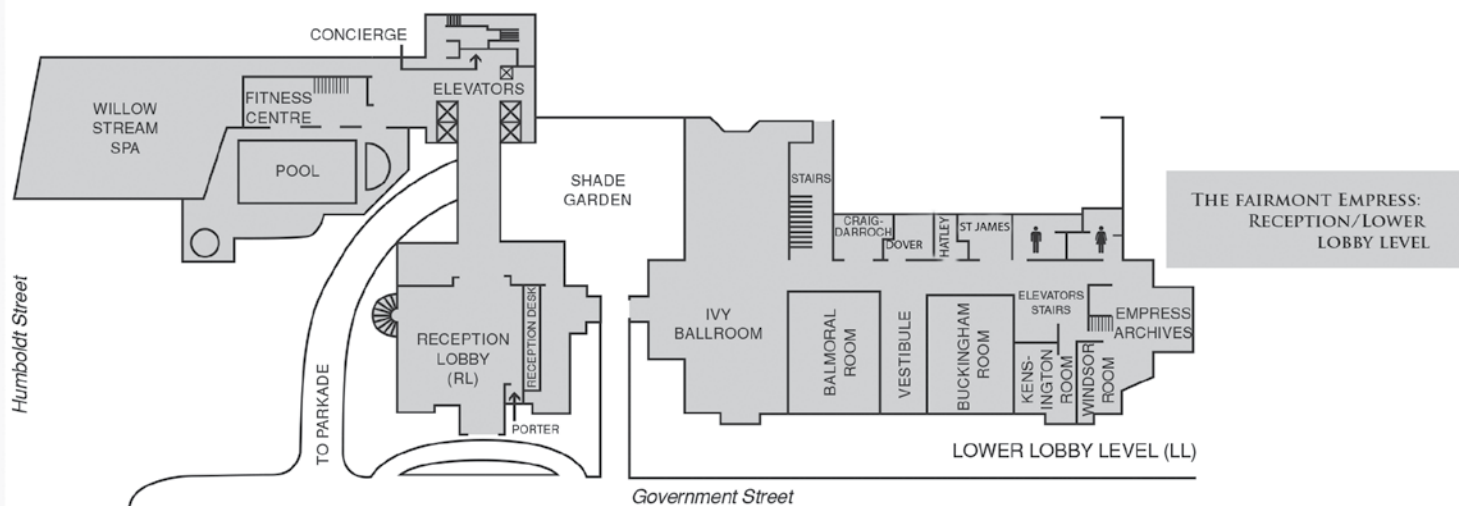 CONCIERGE
ELEVATORS
WILLOW
STREAM
SPA
FITNESS
CENTRE
POOL
SHADE
GARDEN
STAIRS
CRAIG-
DARROCH
DOVER
HATLEY
ST JAMES
THE FAIRMONT EMPRESS:
RECEPTION/LOWER
LOBBY LEVEL
Humboldt Street
TO PARKADE
RECEPTION
LOBBY
(RL)
RECEPTION DESK
PORTER
IVY
BALLROOM
BALMORAL
ROOM
VESTIBULE
BUCKINGHAM
ROOM
ELEVATORS
STAIRS
KENS-
INGTON
ROOM
WINDSOR
ROOM
EMPRESS
ARCHIVES
LOWER LOBBY LEVEL (LL)
Government Street